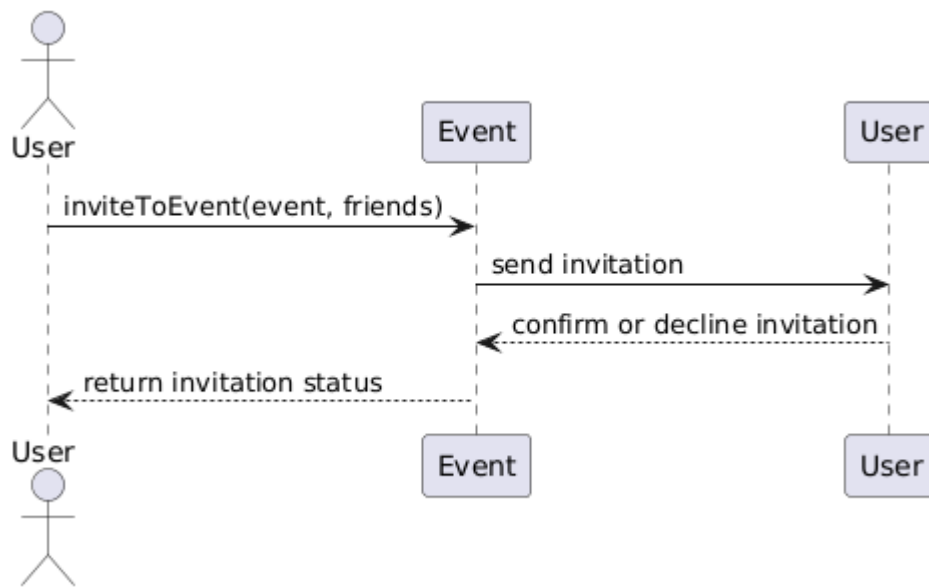 User
Event
User
inviteToEvent(event, friends)
send invitation
confirm or decline invitation
return invitation status
User
Event
User